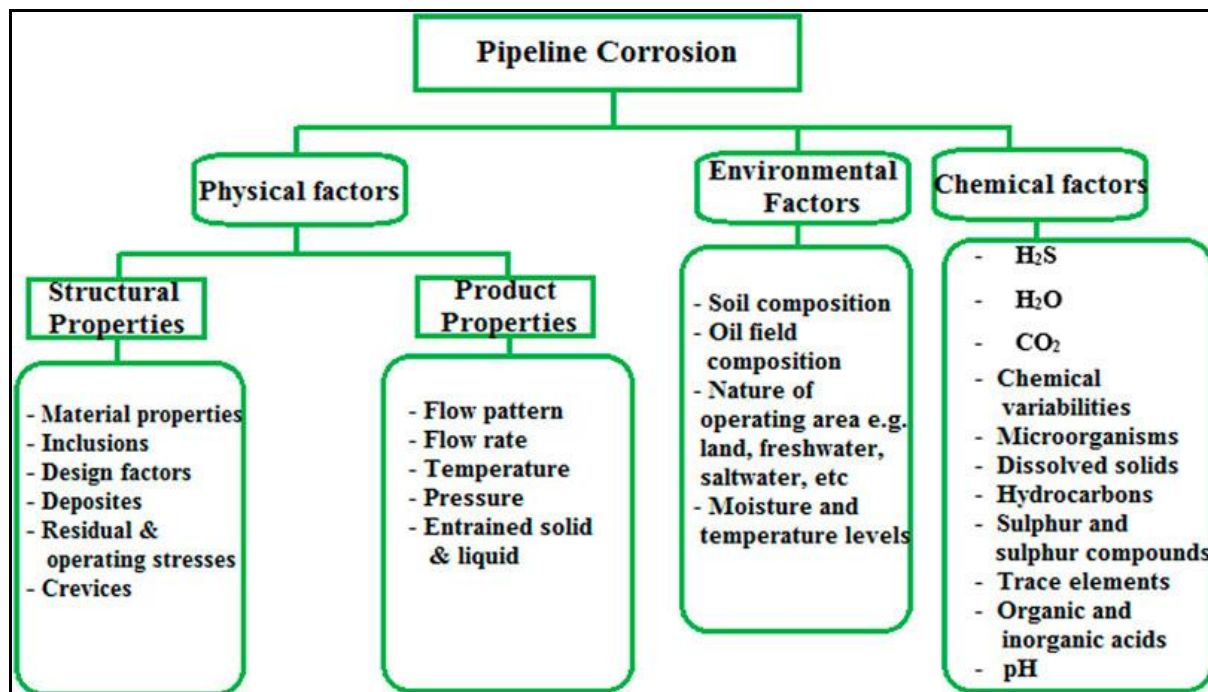 Pipeline Corrosion
Physical factors
Environmental
Factors
Chemical factors
Structural
Properties
Product
Properties
- Material properties
- Inclusions
- Design factors
- Deposites
- Residual &
operating stresses
- Crevices
- Flow pattern
- Flow rate
- Temperature
- Pressure
- Entrained solid
& liquid
- Soil composition
- Oil field
composition
- Nature of
operating area e.g.
land, freshwater,
saltwater, etc
- Moisture and
temperature levels
- H₂S
- H₂O
- CO₂
- Chemical
variabilities
- Microorganisms
- Dissolved solids
- Hydrocarbons
- Sulphur and
sulphur compounds
- Trace elements
- Organic and
inorganic acids
- pH